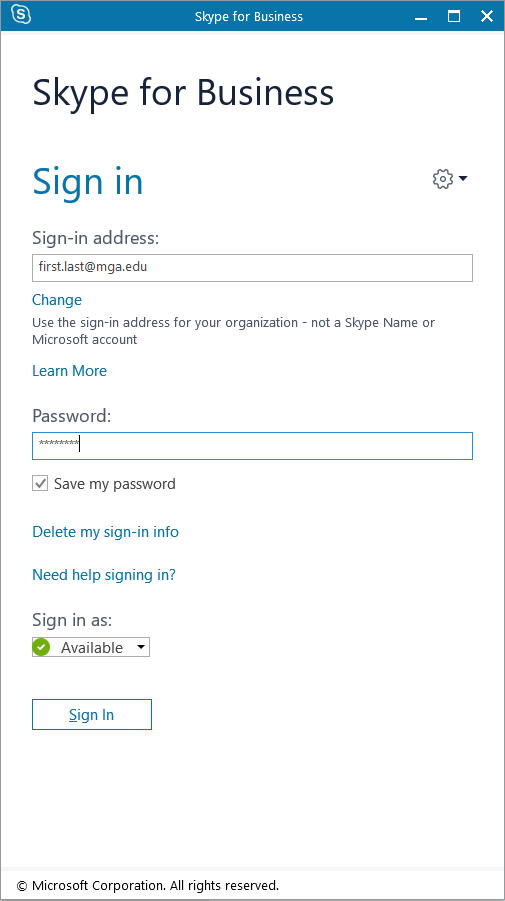 Skype for Business
Skype for Business
Sign in
Sign-in address:
first.last@mga.edu
Change
Use the sign-in address for your organization - not a Skype Name or
Microsoft account
Learn More
Password:
********
Save my password
Delete my sign-in info
Need help signing in?
Sign in as:
Available
Sign In
© Microsoft Corporation. All rights reserved.